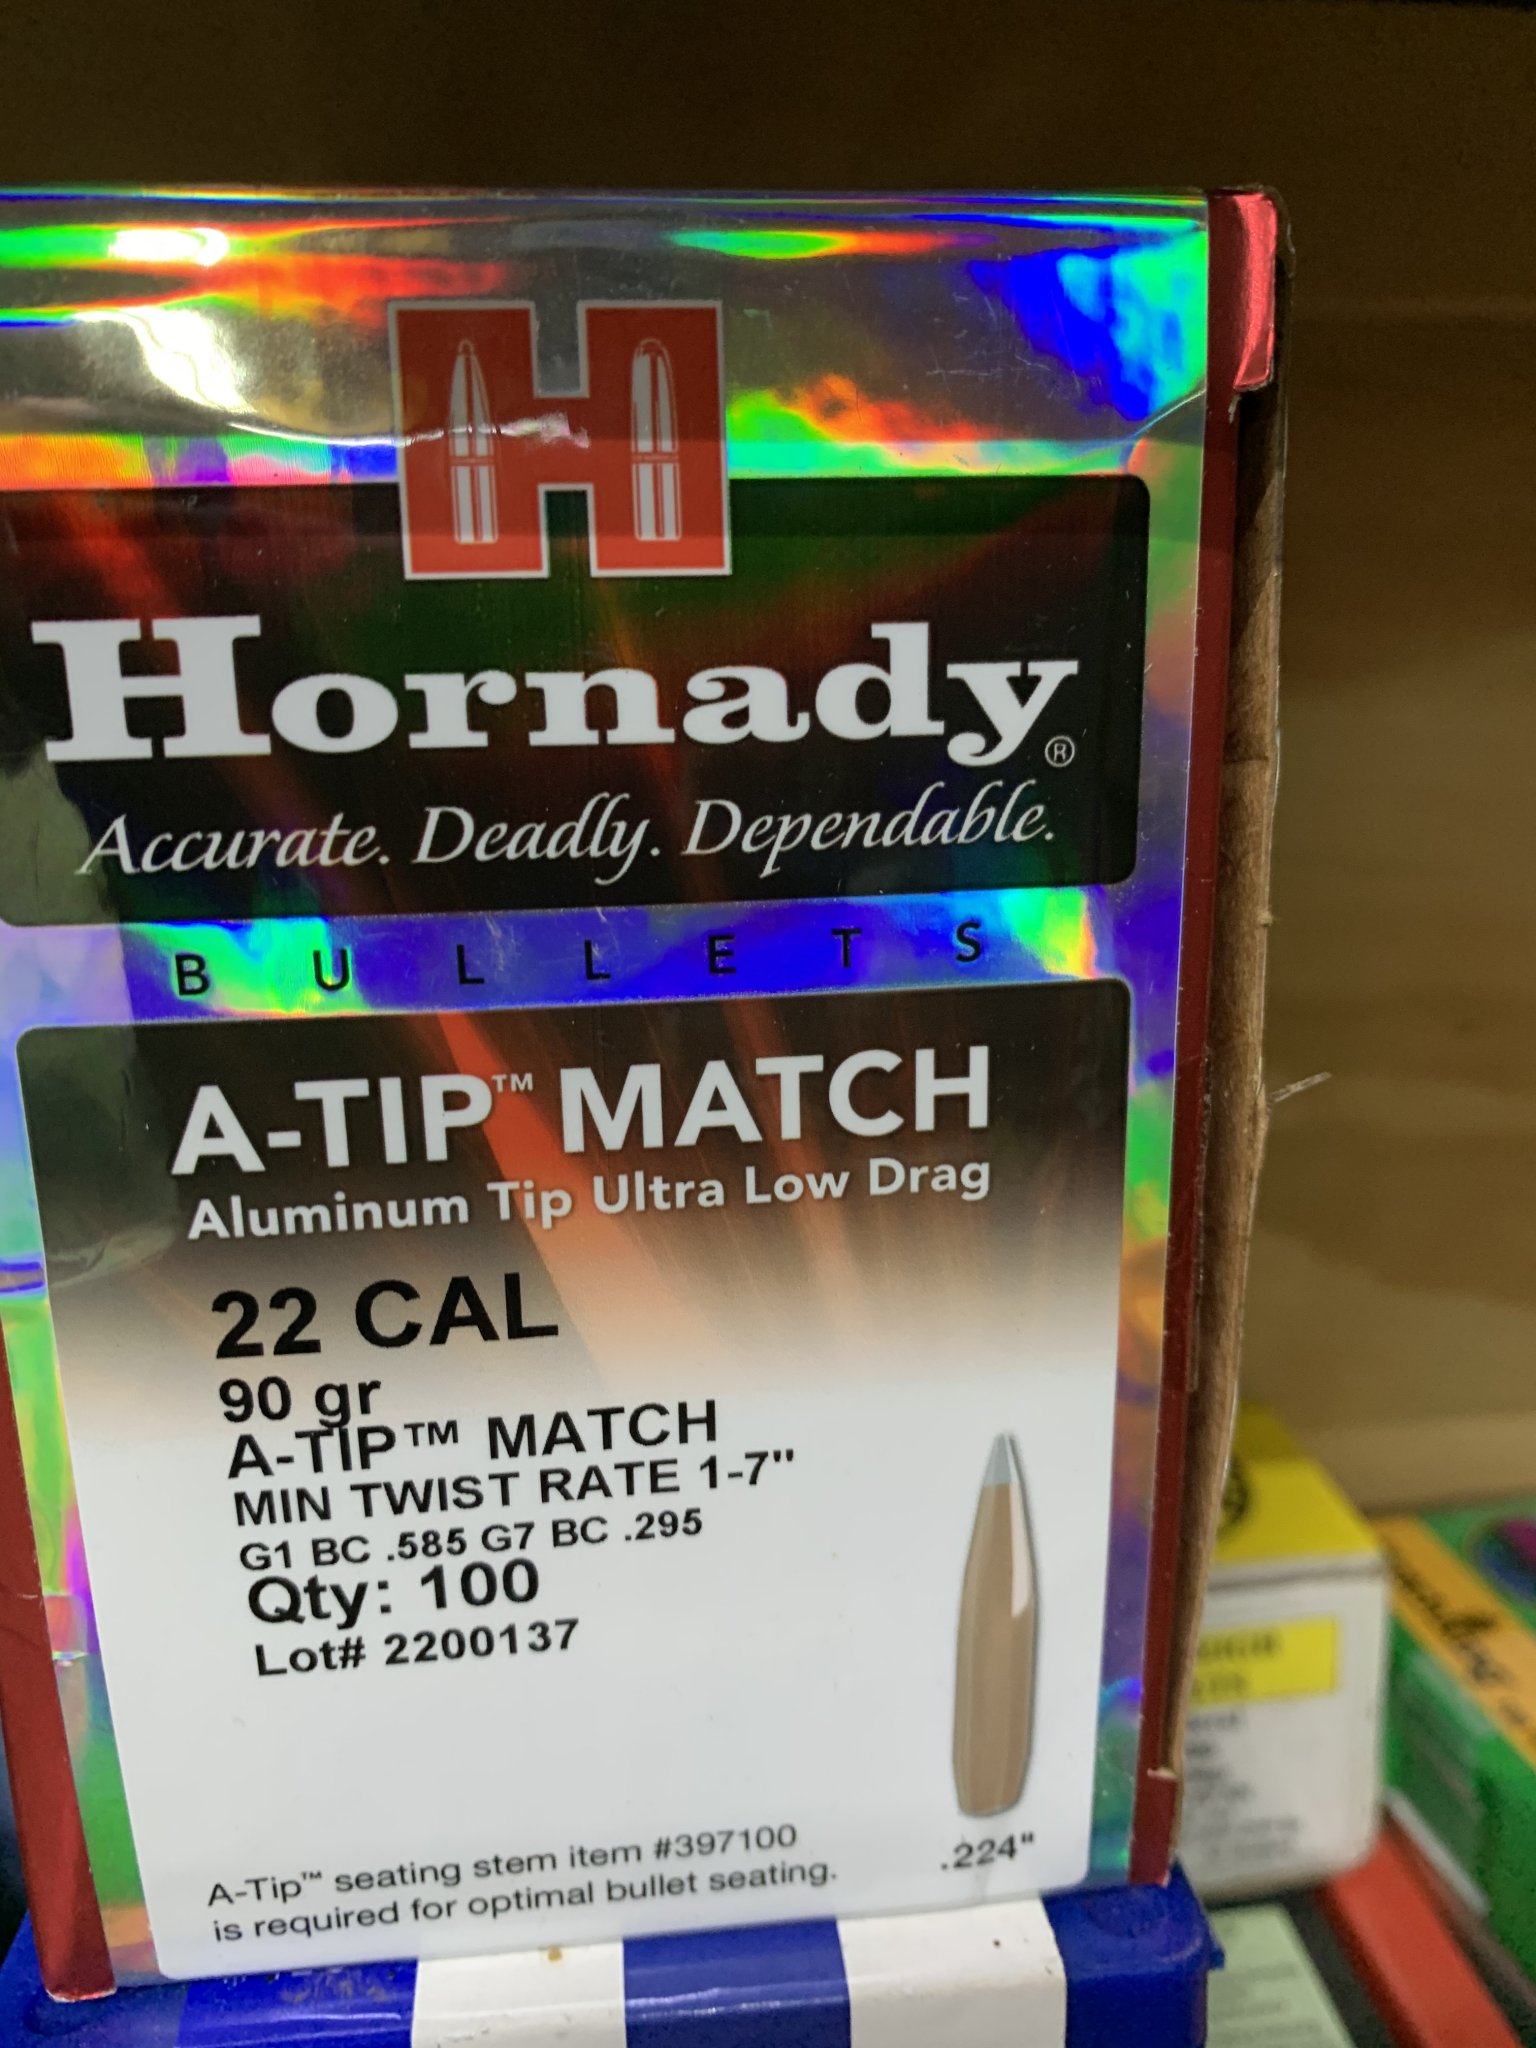 H
Hornady®
Accurate. Deadly. Dependable.
BULLETS
A-TIP™ MATCH
Aluminum Tip Ultra Low Drag
22 CAL
90 gr
A-TIP™ MATCH
MIN TWIST RATE 1-7"
G1 BC .585 G7 BC .295
Qty: 100
Lot# 2200137
.224"
A-Tip™ seating stem item #397100
is required for optimal bullet seating.